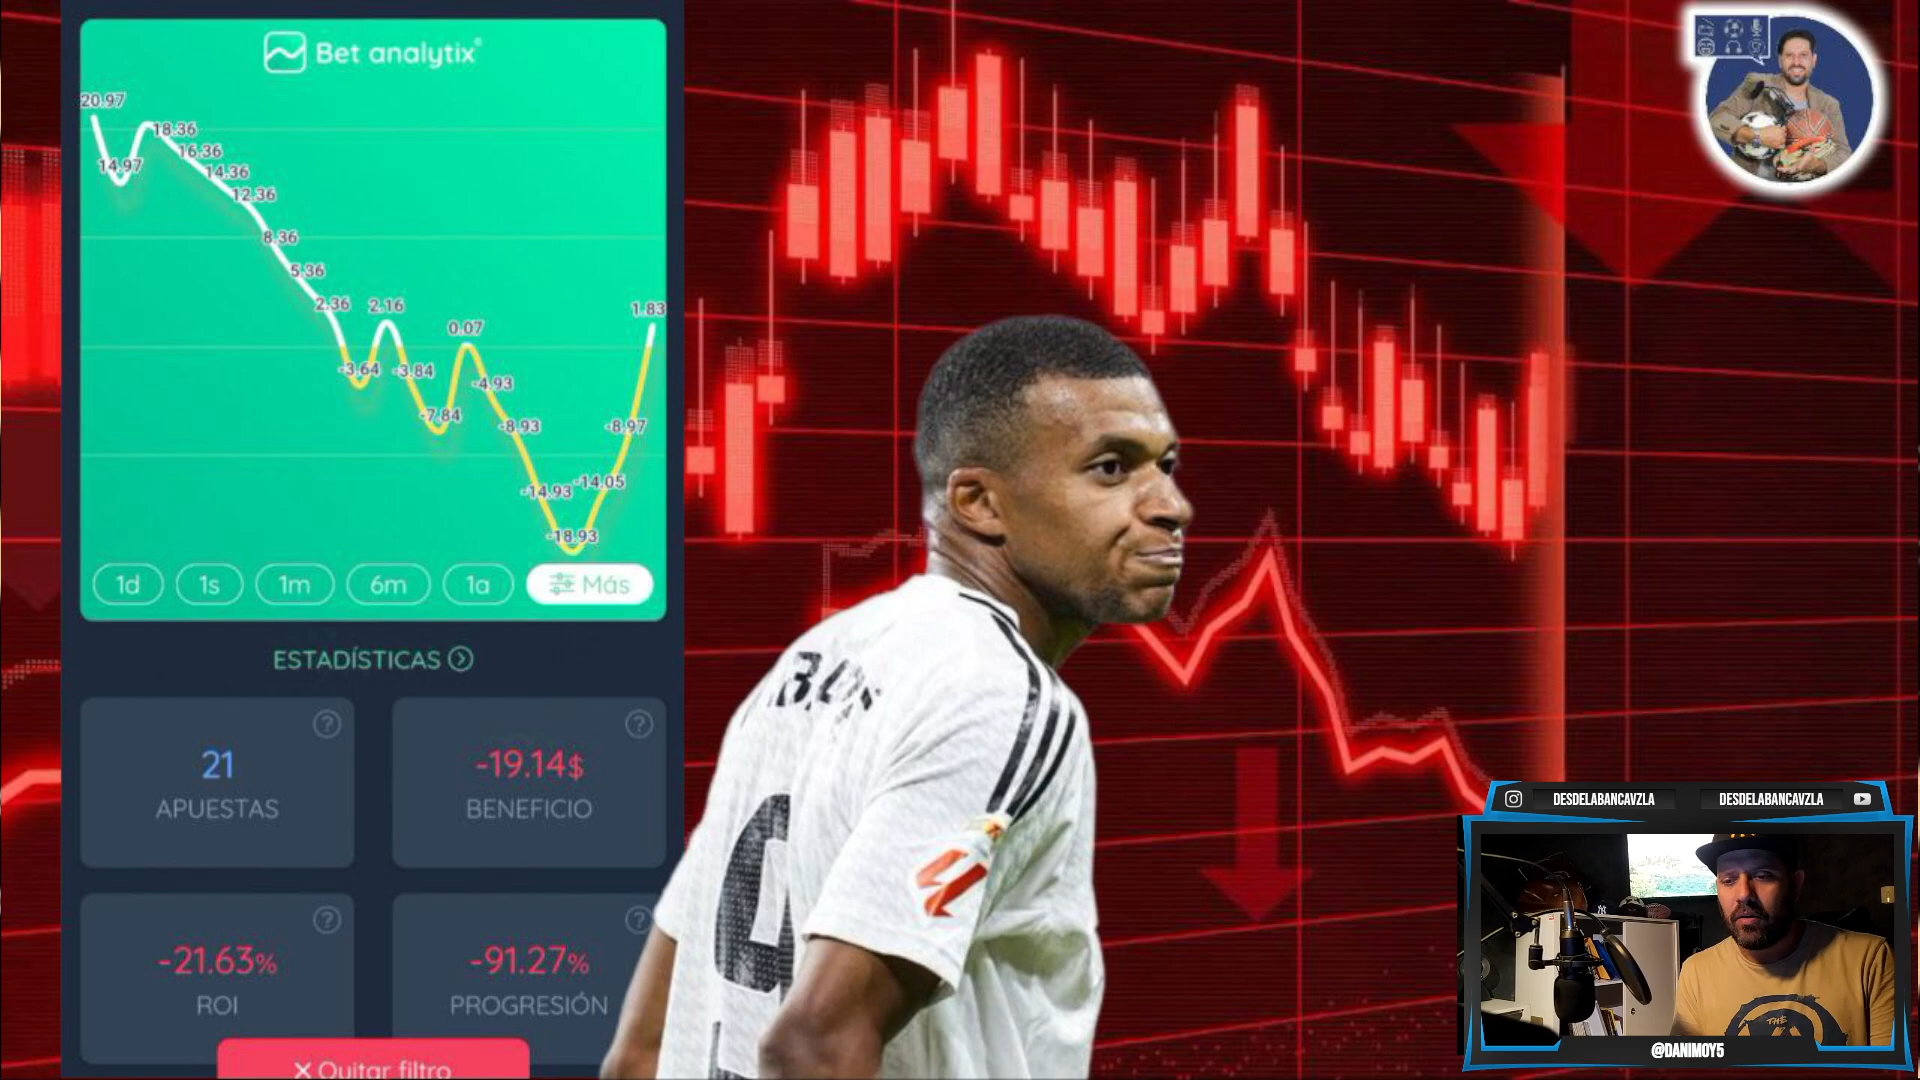 Bet analytix®
20.97
14.97
18.36
16.36
14.36
12.36
8.36
5.36
2.36
-3.64
2.16
-3.84
-7.84
0.07
-4.93
-8.93
-14.93
-18.93
-14.05
-8.97
1.83
1d 1s 1m 6m 1a Más
ESTADÍSTICAS
21
APUESTAS
-19.14$
BENEFICIO
-21.63%
ROI
-91.27%
PROGRESIÓN
× Quitar filtro
DESDELABANCAVZLA DESDELABANCAVZLA
THE
@DANIMOY5